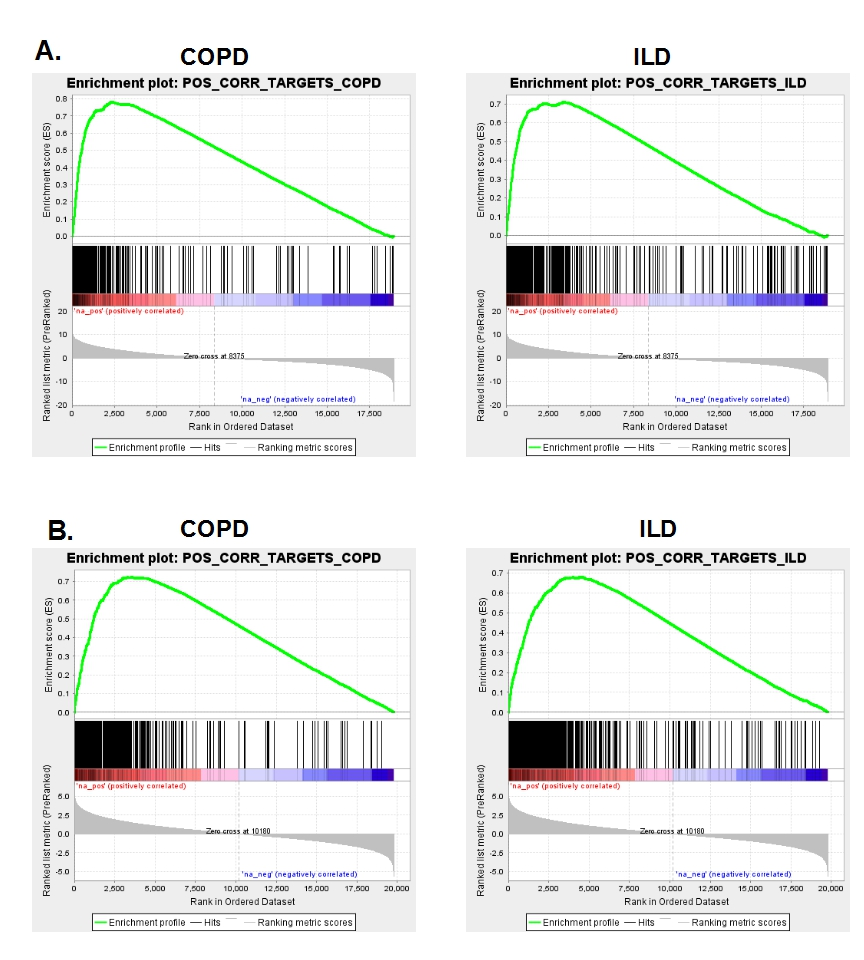 A.
COPD
ILD
Enrichment plot: POS_CORR_TARGETS_COPD
Enrichment score (ES)
0.8
0.7
0.6
0.5
0.4
0.3
0.2
0.1
0.0
Ranked list metric (PreRanked)
'na_pos' (positively correlated)
20
10
0
-10
-20
Zero cross at 8375
'na_neg' (negatively correlated)
0 2,500 5,000 7,500 10,000 12,500 15,000 17,500
Rank in Ordered Dataset
Enrichment profile Hits Ranking metric scores
Enrichment plot: POS_CORR_TARGETS_ILD
Enrichment score (ES)
0.7
0.6
0.5
0.4
0.3
0.2
0.1
0.0
Ranked list metric (PreRanked)
'na_pos' (positively correlated)
20
10
0
-10
-20
Zero cross at 8375
'na_neg' (negatively correlated)
0 2,500 5,000 7,500 10,000 12,500 15,000 17,500
Rank in Ordered Dataset
Enrichment profile Hits Ranking metric scores
B.
COPD
ILD
Enrichment plot: POS_CORR_TARGETS_COPD
Enrichment score (ES)
0.7
0.6
0.5
0.4
0.3
0.2
0.1
0.0
Ranked list metric (PreRanked)
'na_pos' (positively correlated)
5.0
2.5
0.0
-2.5
-5.0
Zero cross at 10180
'na_neg' (negatively correlated)
0 2,500 5,000 7,500 10,000 12,500 15,000 17,500 20,000
Rank in Ordered Dataset
Enrichment profile Hits Ranking metric scores
Enrichment plot: POS_CORR_TARGETS_ILD
Enrichment score (ES)
0.7
0.6
0.5
0.4
0.3
0.2
0.1
0.0
Ranked list metric (PreRanked)
'na_pos' (positively correlated)
5.0
2.5
0.0
-2.5
-5.0
Zero cross at 10180
'na_neg' (negatively correlated)
0 2,500 5,000 7,500 10,000 12,500 15,000 17,500 20,000
Rank in Ordered Dataset
Enrichment profile Hits Ranking metric scores